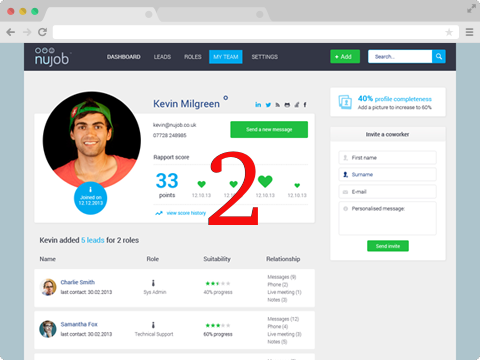 nujob
DASHBOARD LEADS ROLES MY TEAM SETTINGS
+ Add
Search...
Kevin Milgreen
kevin@nujob.co.uk
07728 248985
Send a new message
Rapport score
33
points
12.10.13 12.10.13 12.10.13 12.10.13
view score history
2
Joined on
12.12.2013
40% profile completeness
Add a picture to increase to 60%
Invite a coworker
First name
Surname
E-mail
Personalised message:
Send invite
Kevin added 5 leads for 2 roles
Name Role Suitability Relationship
Charlie Smith
last contact: 30.02.2013
Sys Admin
40% progress
Messages (9)
Phone (2)
Live meeting (1)
Notes (3)
Samantha Fox
last contact: 30.02.2013
Technical Support
60% progress
Messages (12)
Phone (4)
Live meeting (3)
Notes (5)